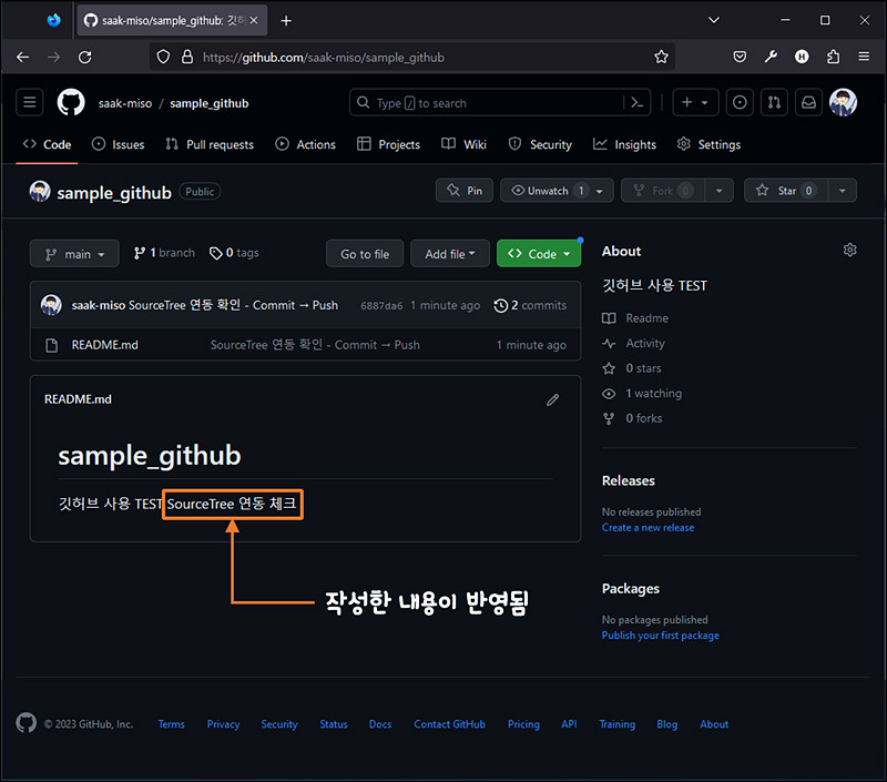 saak-miso/sample_github: 깃허
https://github.com/saak-miso/sample_github
saak-miso / sample_github
Type / to search
Code Issues Pull requests Actions Projects Wiki Security Insights Settings
sample_github Public
Pin Unwatch 1 Fork 0 Star 0
main 1 branch 0 tags Go to file Add file Code
saak-miso SourceTree 연동 확인 - Commit → Push 6887da6 1 minute ago 2 commits
README.md SourceTree 연동 확인 - Commit → Push 1 minute ago
README.md
sample_github
깃허브 사용 TEST SourceTree 연동 체크
작성한 내용이 반영됨
About
깃허브 사용 TEST
Readme
Activity
0 stars
1 watching
0 forks
Releases
No releases published
Create a new release
Packages
No packages published
Publish your first package
© 2023 GitHub, Inc. Terms Privacy Security Status Docs Contact GitHub Pricing API Training Blog About